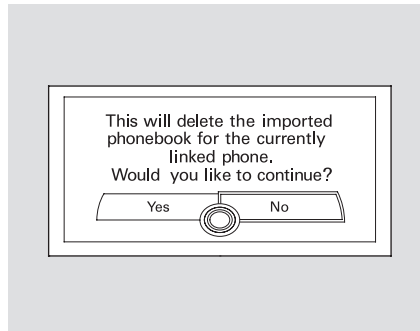 This will delete the imported
phonebook for the currently
linked phone.
Would you like to continue?
Yes
No